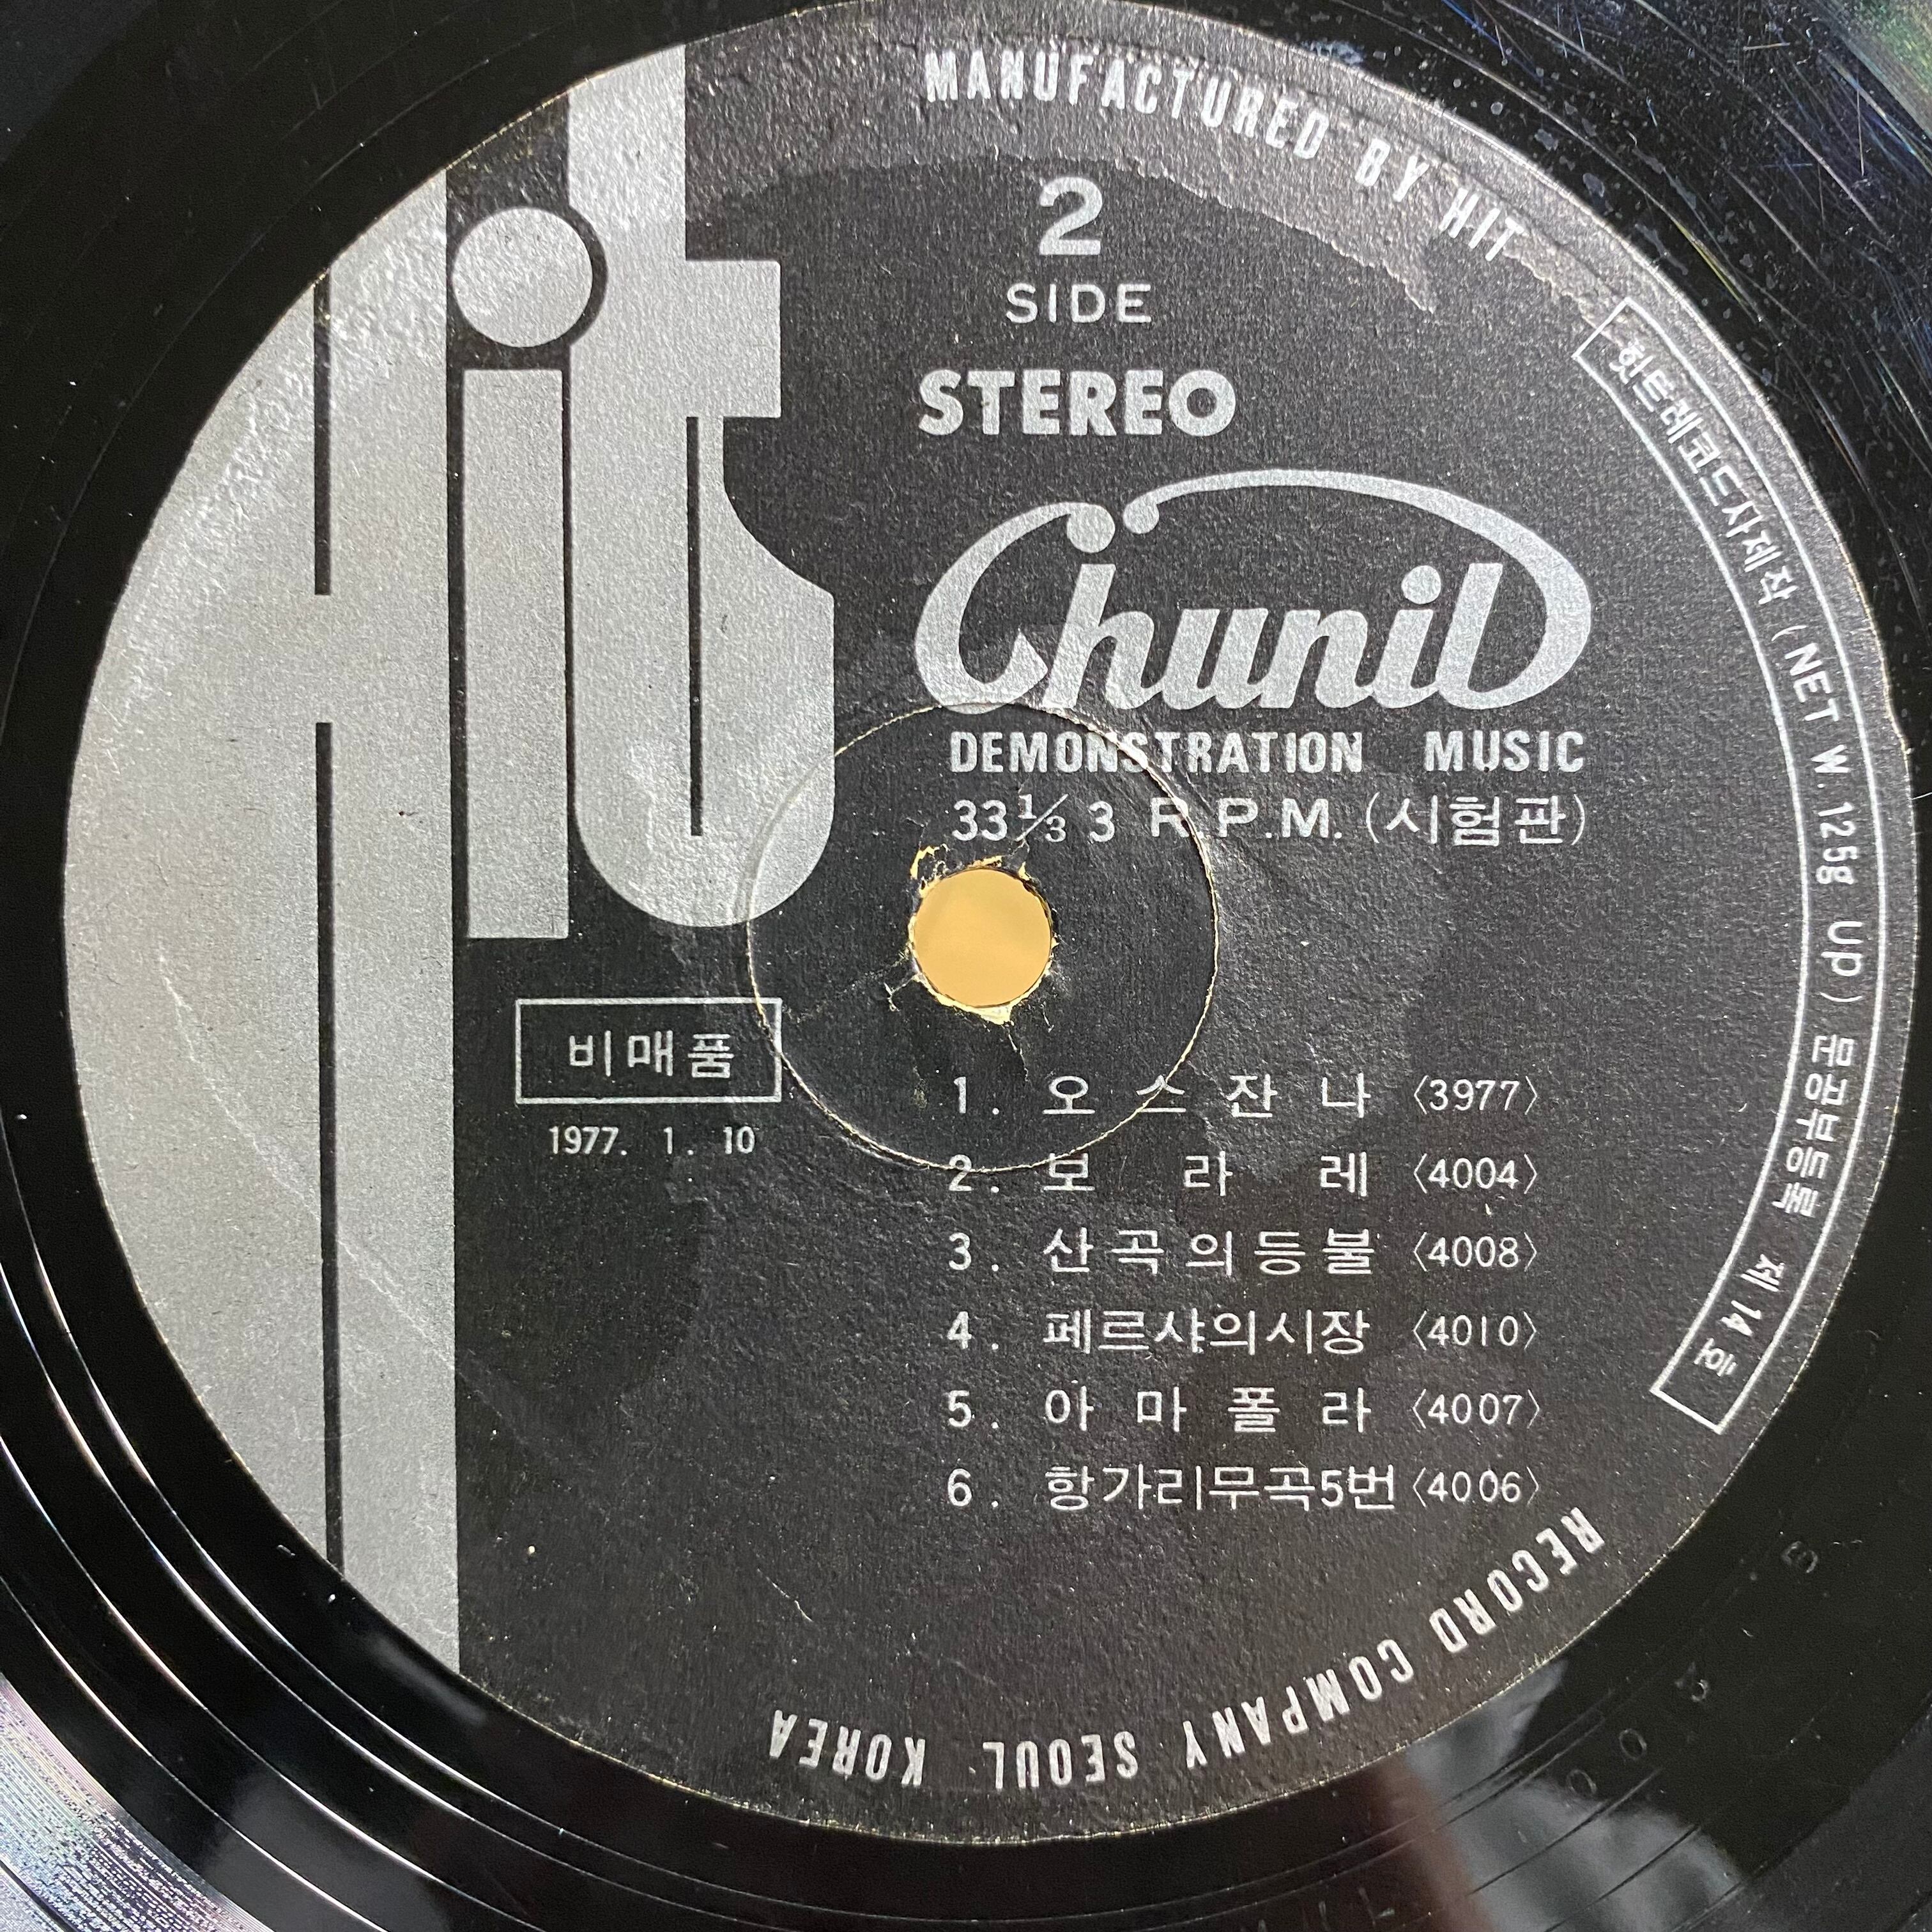 Hit
MANUFACTURED BY HIT
2
SIDE
STEREO
Chunil
DEMONSTRATION MUSIC
33 1/3 3 R.P.M. (시험판)
힛트레코드사제작 (NET W. 125g UP) 문공부등록 제14호
비매품
1977. 1. 10
1. 오스잔나 〈3977〉
2. 보라레 〈4004〉
3. 산곡의등불 〈4008〉
4. 페르샤의시장 〈4010〉
5. 아마폴라 〈4007〉
6. 항가리무곡5번 〈4006〉
RECORD COMPANY SEOUL. KOREA